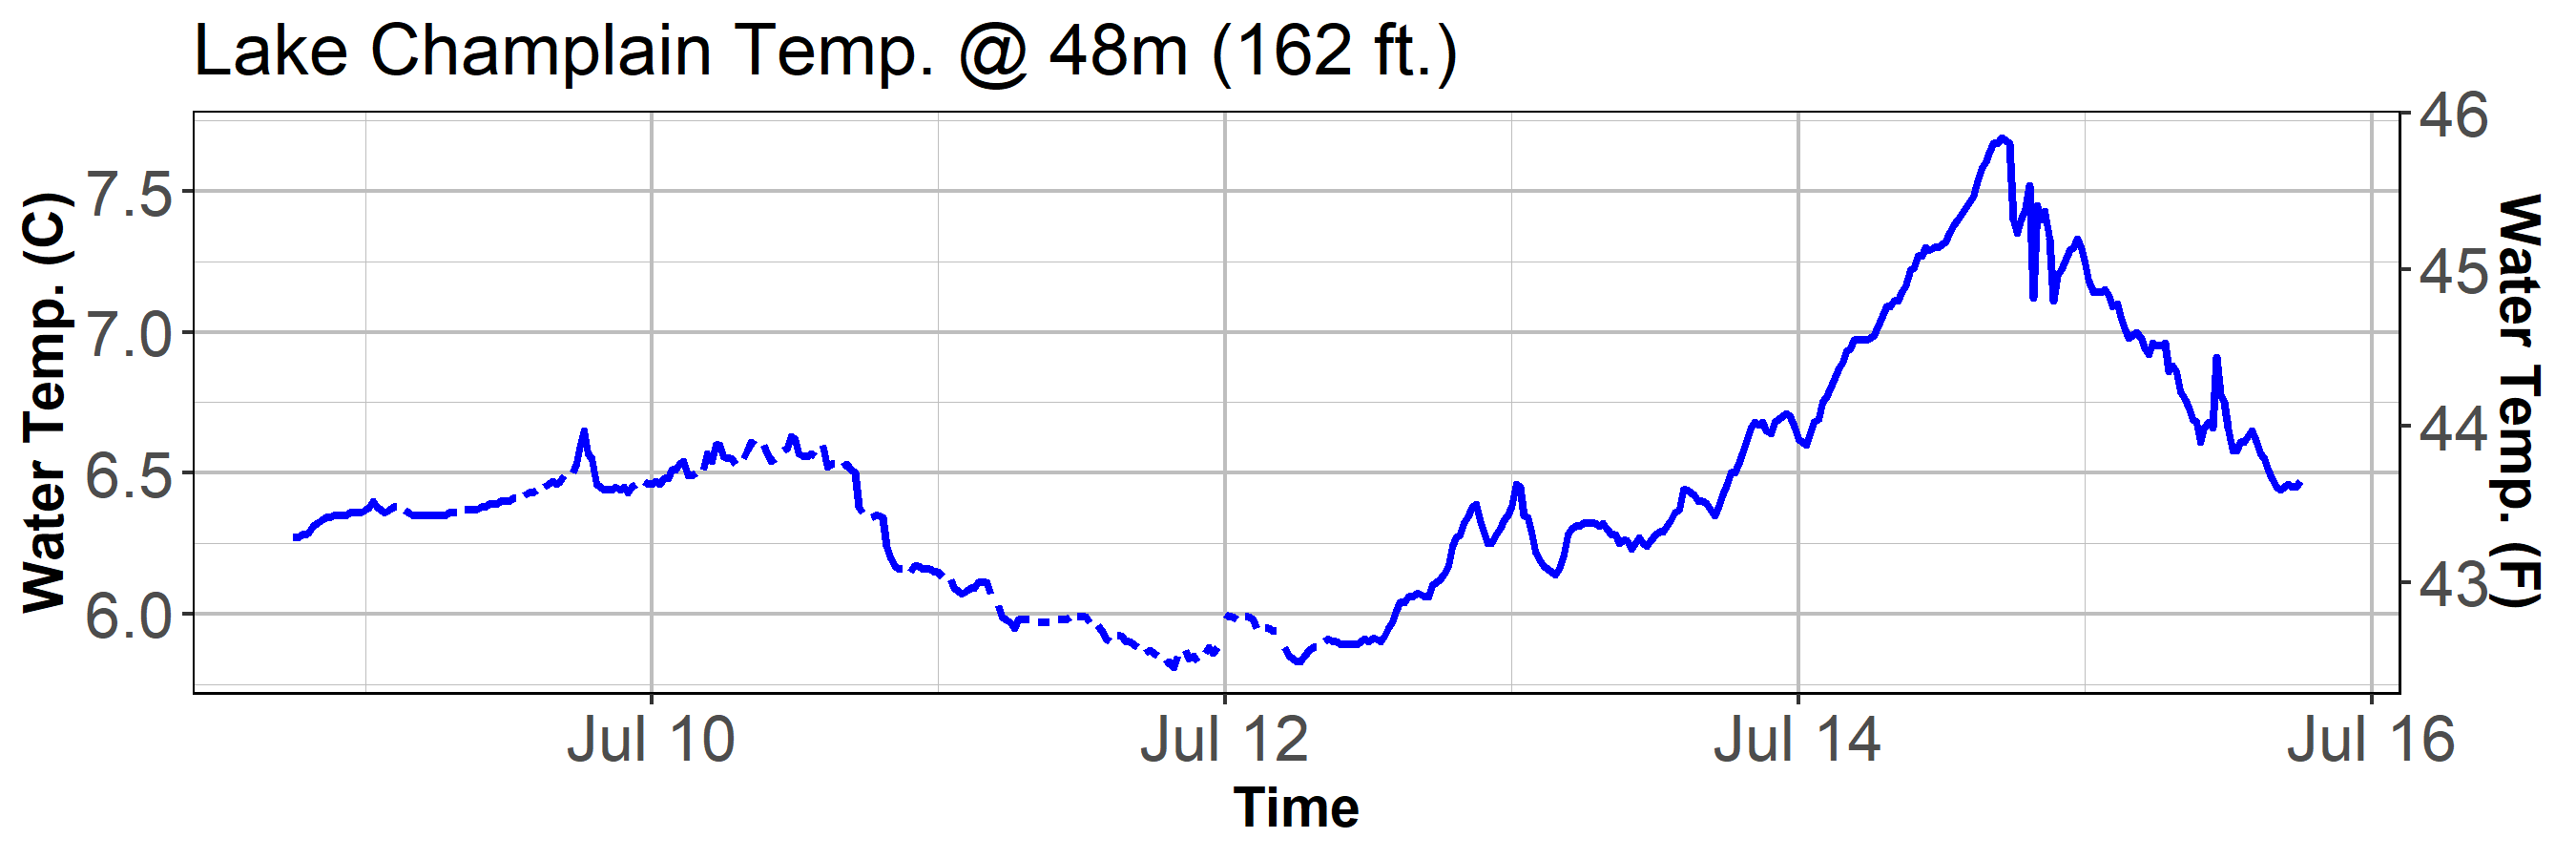 Lake Champlain Temp. @ 48m (162 ft.)
Water Temp. (C)
7.5
7.0
6.5
6.0
46
45
44
43
Water Temp. (F)
Jul 10 Jul 12 Jul 14 Jul 16
Time